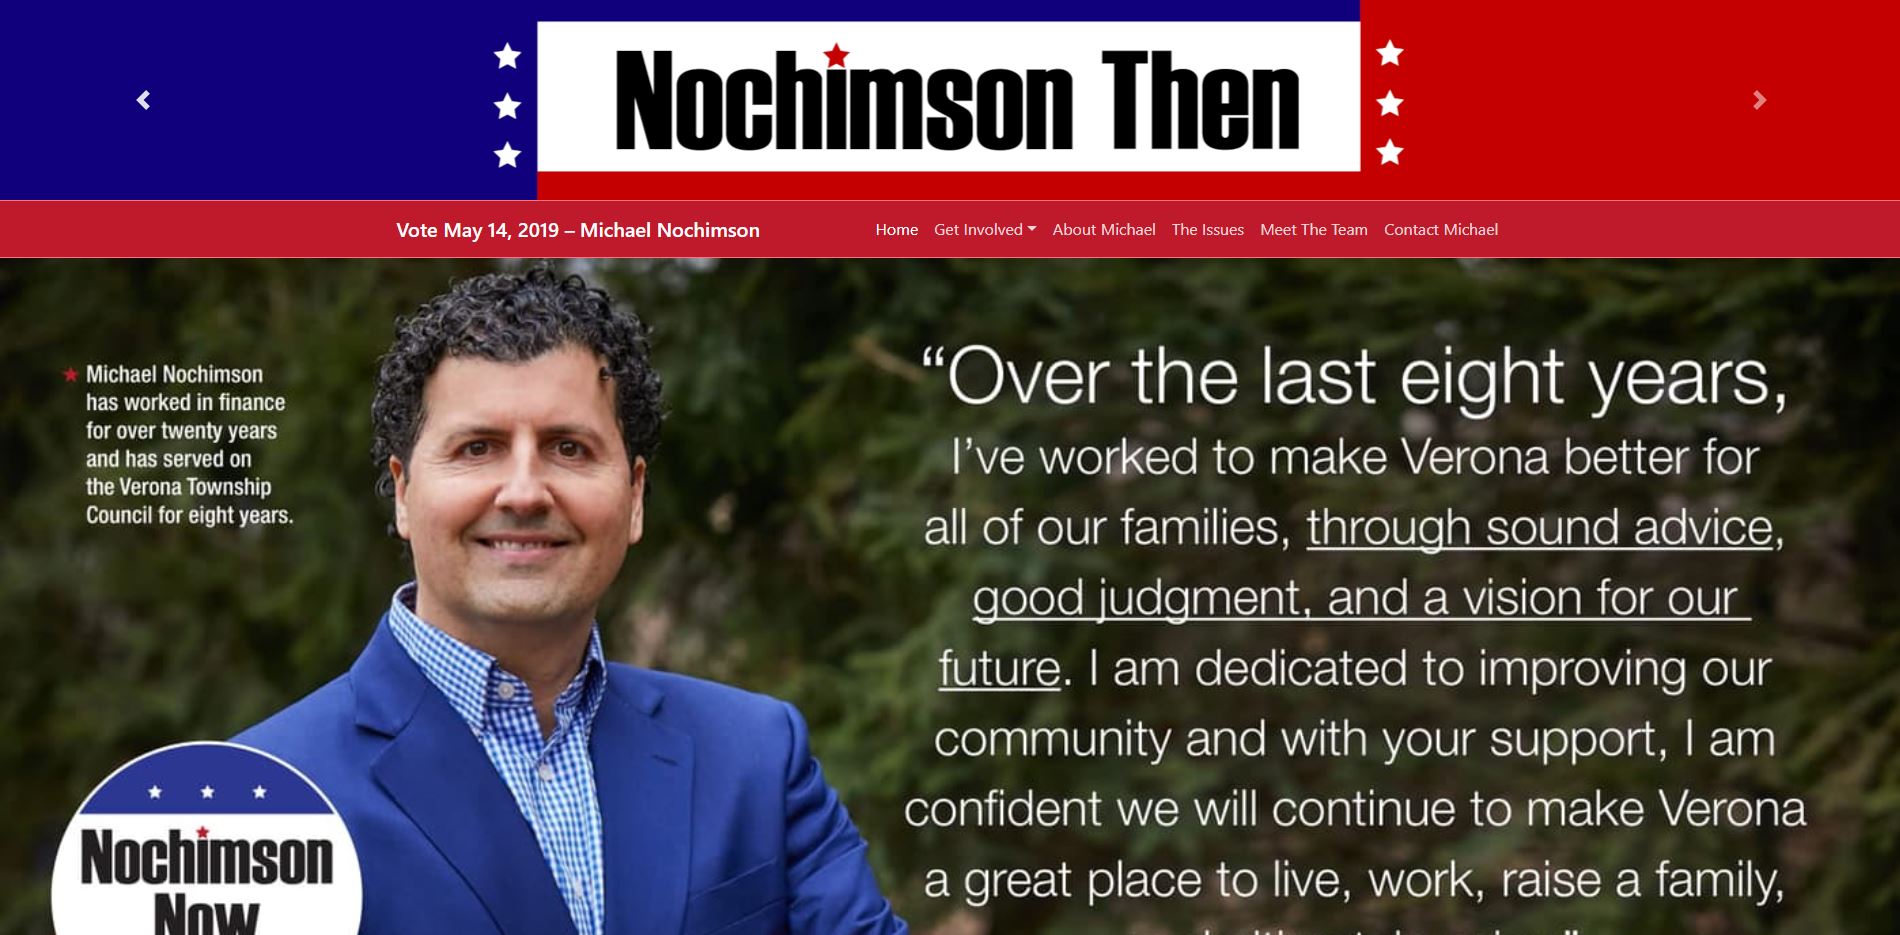 Nochimson Then
Vote May 14, 2019 – Michael Nochimson
Home Get Involved About Michael The Issues Meet The Team Contact Michael
Michael Nochimson
has worked in finance
for over twenty years
and has served on
the Verona Township
Council for eight years.
“Over the last eight years,
I’ve worked to make Verona better for
all of our families, through sound advice,
good judgment, and a vision for our
future. I am dedicated to improving our
community and with your support, I am
confident we will continue to make Verona
a great place to live, work, raise a family,
Nochimson
Now